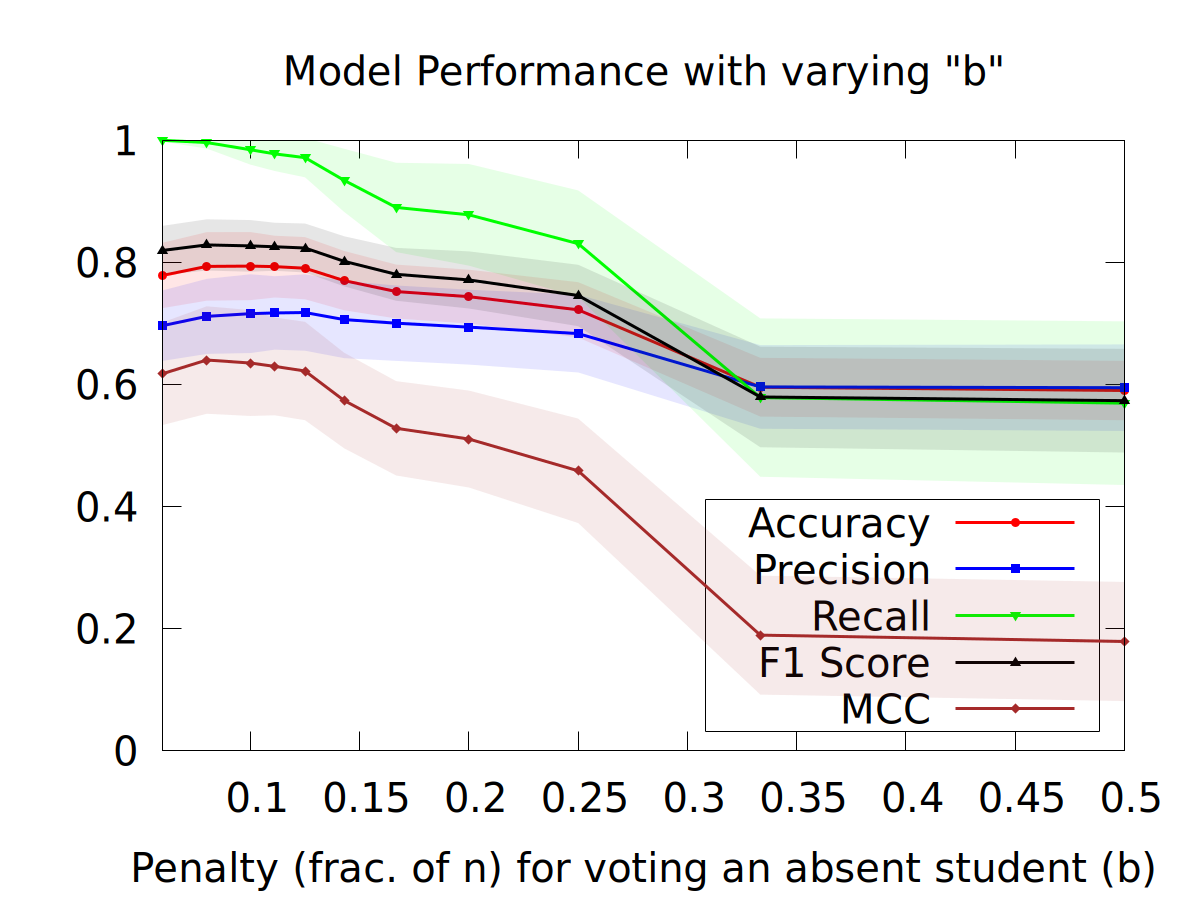 Model Performance with varying "b"
1
0.8
0.6
0.4
0.2
0
Accuracy
Precision
Recall
F1 Score
MCC
0.1 0.15 0.2 0.25 0.3 0.35 0.4 0.45 0.5
Penalty (frac. of n) for voting an absent student (b)